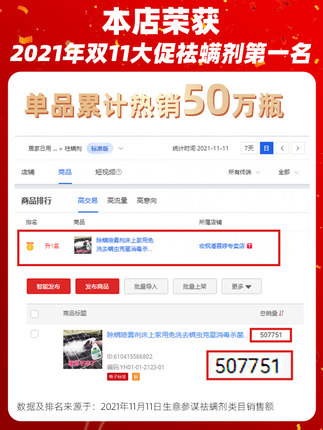 本店荣获
2021年双11大促祛螨剂第一名
单品累计热销50万瓶
居家日用 ... > 祛螨剂 标准版 统计时间 2021-11-11 7天 日
店铺 商品 短视频 所有终端 全部
商品排行 高交易 高流量 高意向
排名 商品 所属店铺
升1名 除螨喷雾剂床上家用免洗去螨虫克星消毒杀...
智能发布 发布商品 批量导入 批量上架 更多
商品标题 总销量
除螨喷雾剂床上家用免洗去螨虫克星消毒杀菌... 507751
ID:610415586802
编码:YH01-01-2123-01
507751
数据及排名来源于：2021年11月11日生意参谋祛螨剂类目销售额